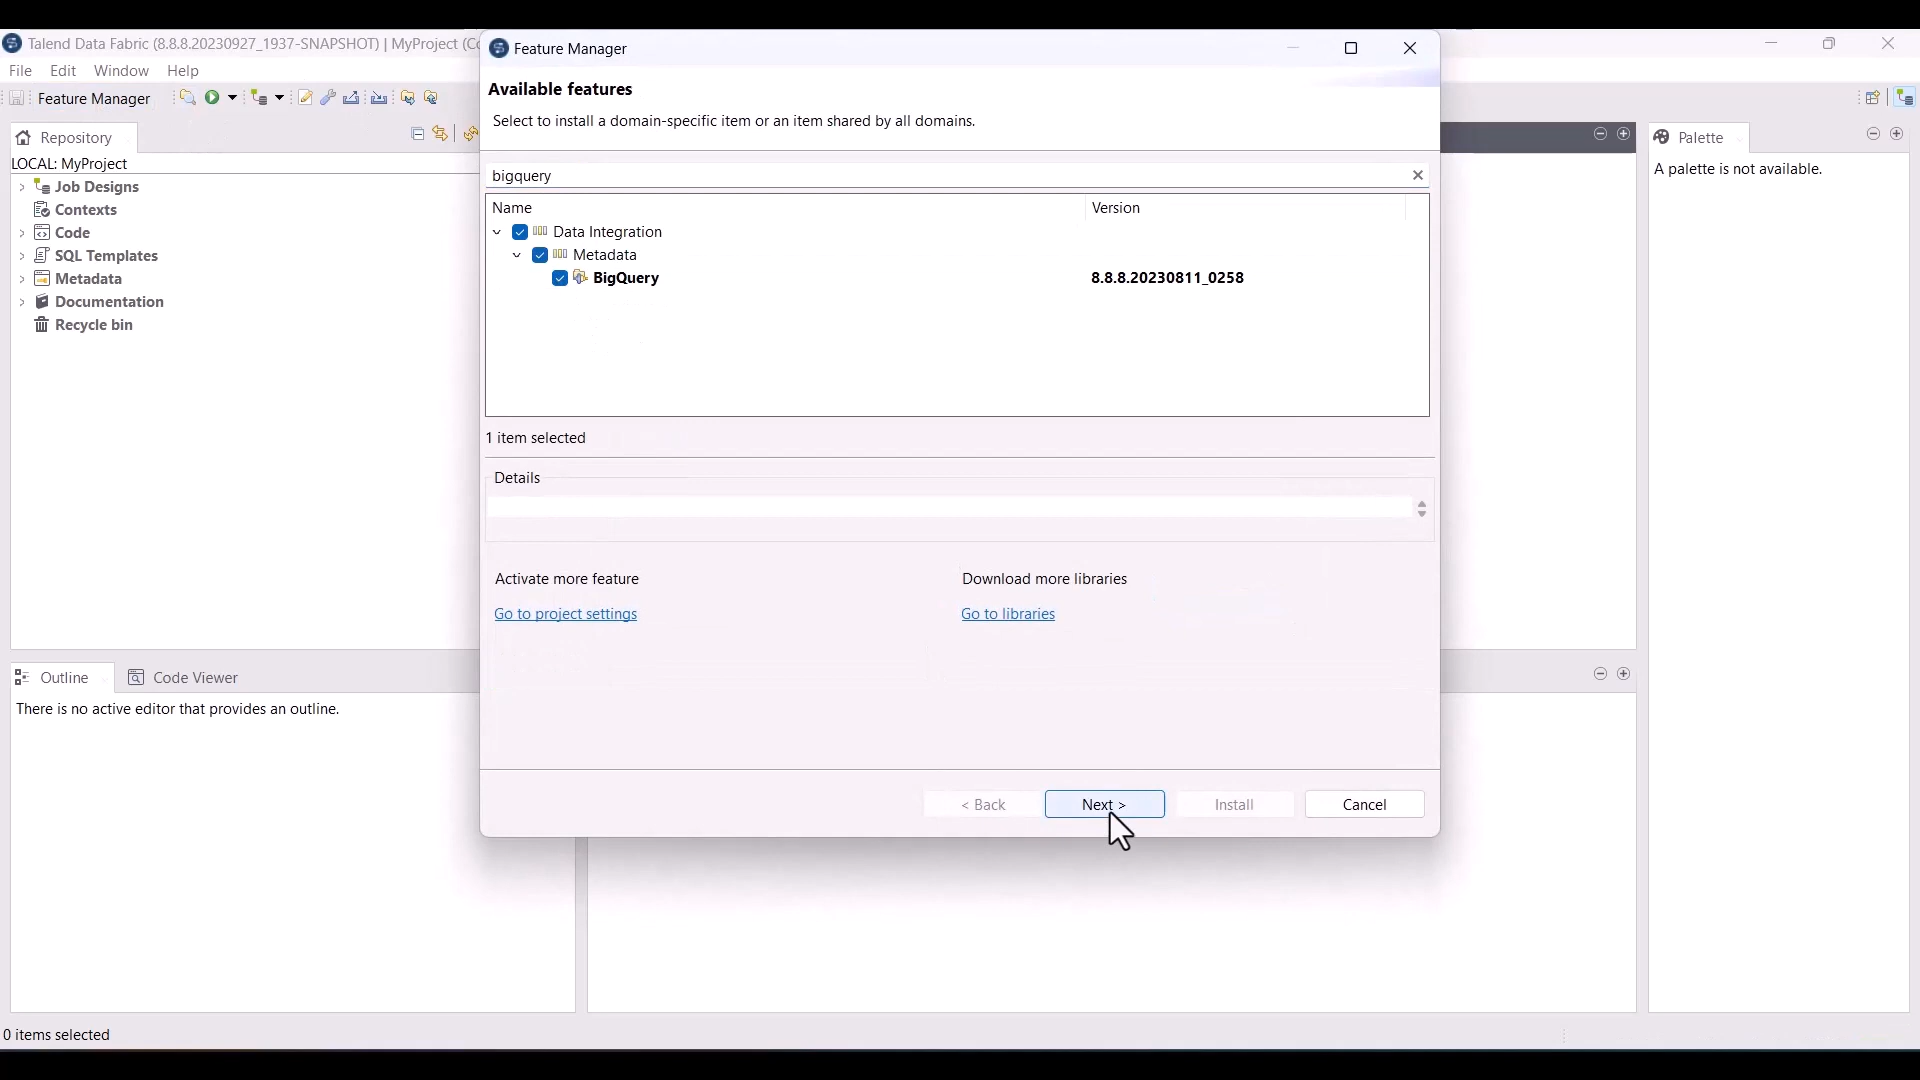 Talend Data Fabric (8.8.8.20230927_1937-SNAPSHOT) | MyProject (Co
File Edit Window Help
Feature Manager
Repository
LOCAL: MyProject
Job Designs
Contexts
Code
SQL Templates
Metadata
Documentation
Recycle bin
Outline
Code Viewer
There is no active editor that provides an outline.
0 items selected
Feature Manager
Available features
Select to install a domain-specific item or an item shared by all domains.
bigquery
Name Version
Data Integration
Metadata
BigQuery 8.8.8.20230811_0258
1 item selected
Details
Activate more feature Download more libraries
Go to project settings Go to libraries
< Back Next > Install Cancel
Palette
A palette is not available.